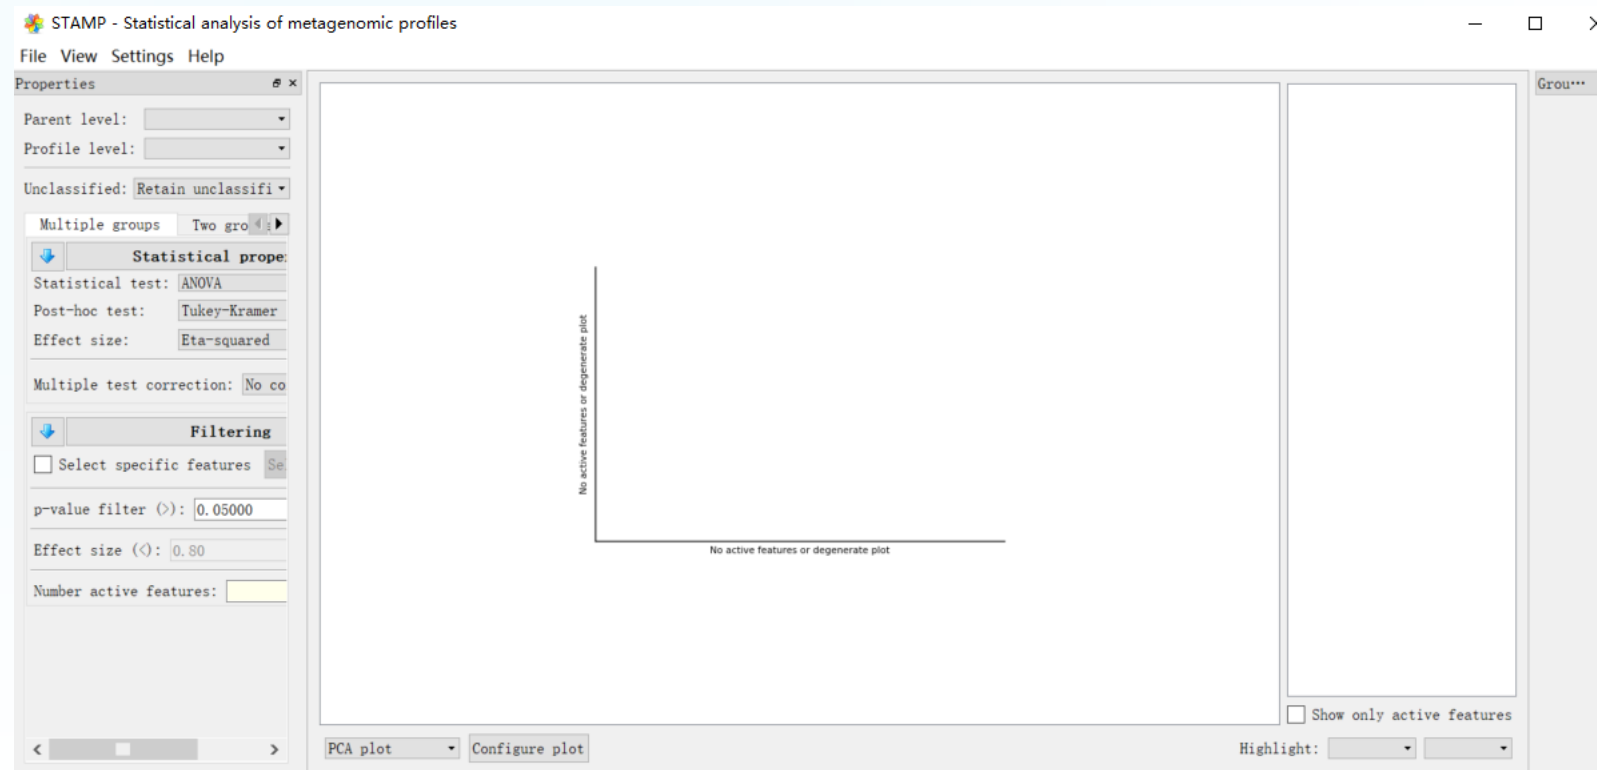 STAMP - Statistical analysis of metagenomic profiles
File View Settings Help
Properties
Parent level:
Profile level:
Unclassified: Retain unclassifi
Multiple groups Two gro
Statistical prope
Statistical test: ANOVA
Post-hoc test: Tukey-Kramer
Effect size: Eta-squared
Multiple test correction: No co
Filtering
Select specific features Se
p-value filter (>): 0.05000
Effect size (<): 0.80
Number active features:
No active features or degenerate plot
No active features or degenerate plot
PCA plot Configure plot
Grou…
Show only active features
Highlight: